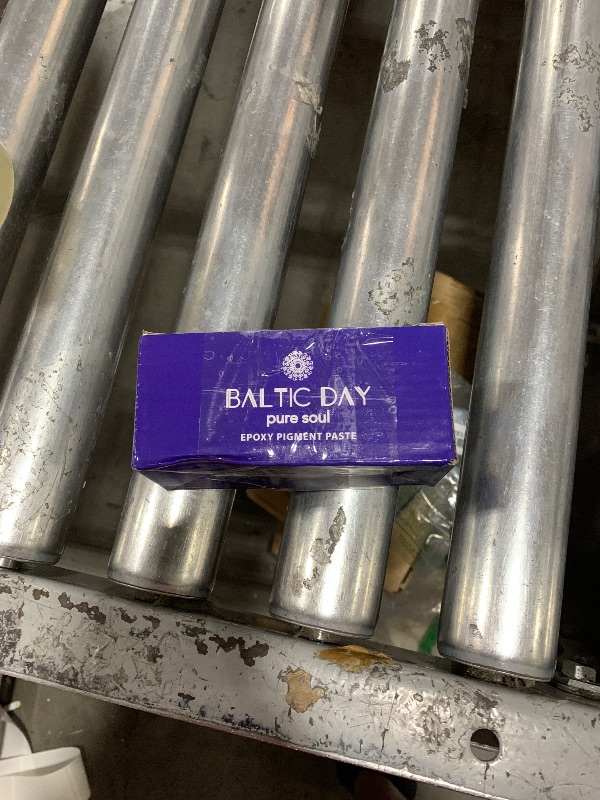 BALTIC DAY
pure soul
EPOXY PIGMENT PASTE